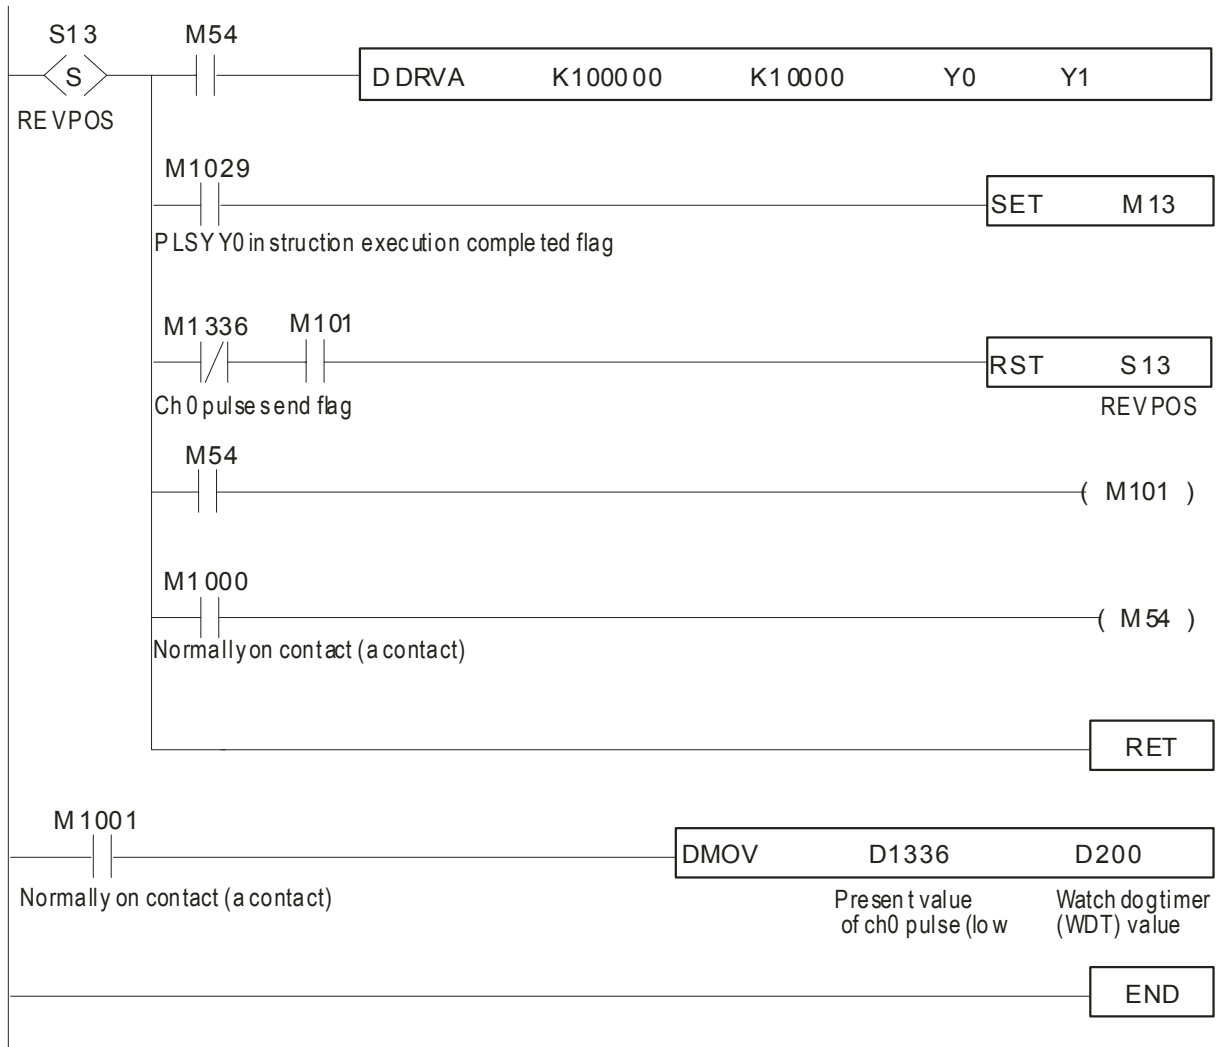 S13 M54
S
DDRVA K100000 K10000 Y0 Y1
REVPOS
M1029
SET M13
PLSY Y0 instruction execution completed flag
M1336 M101
RST S13
Ch0 pulse send flag
REVPOS
M54
( M101 )
M1000
( M54 )
Normally on contact (a contact)
RET
M1001
DMOV D1336 D200
Normally on contact (a contact)
Present value
of ch0 pulse (low
Watch dog timer
(WDT) value
END